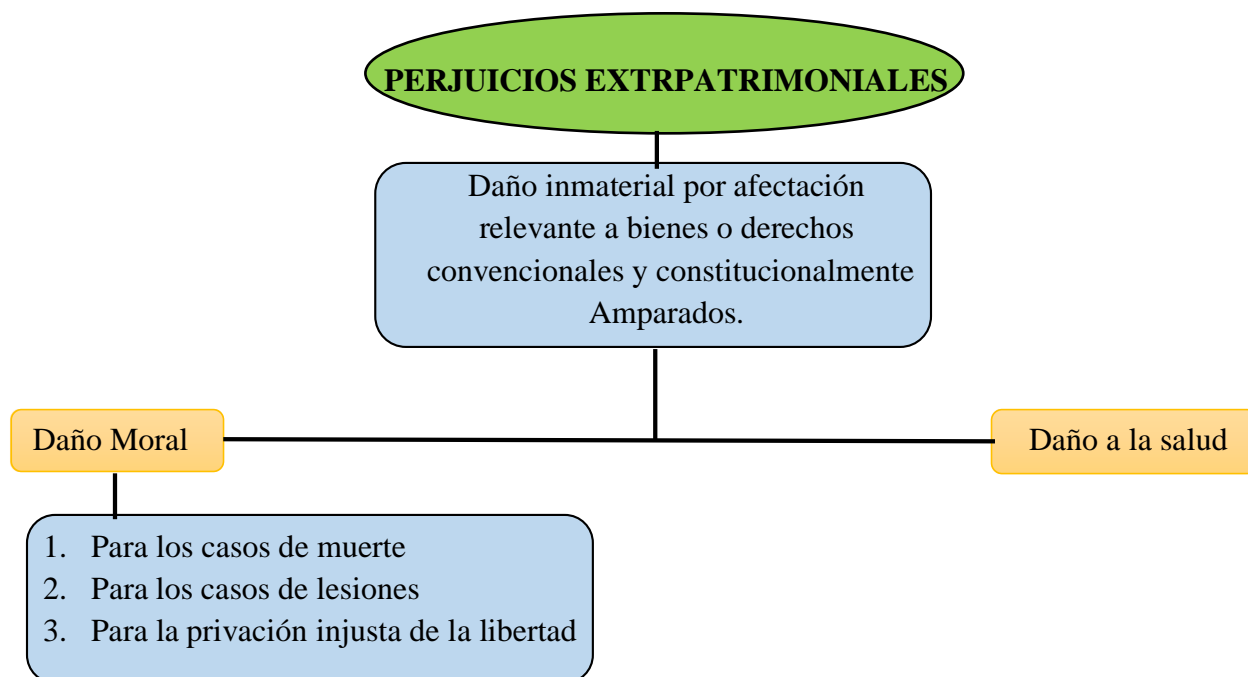 PERJUICIOS EXTRPATRIMONIALES
Daño inmaterial por afectación
relevante a bienes o derechos
convencionales y constitucionalmente
Amparados.
Daño Moral
Daño a la salud
1. Para los casos de muerte
2. Para los casos de lesiones
3. Para la privación injusta de la libertad